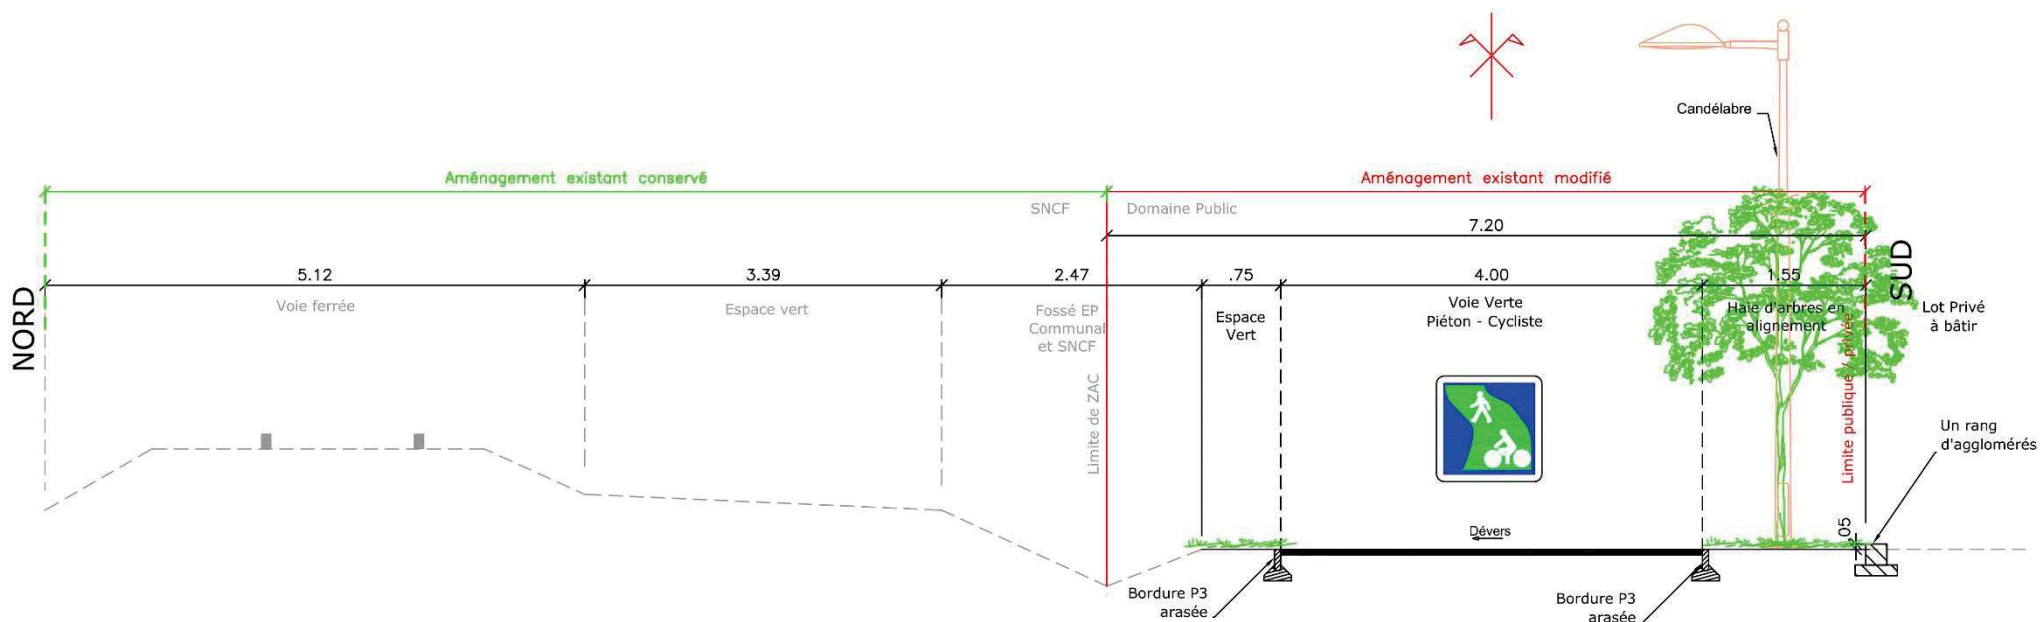 Candélabre
Aménagement existant conservé
Aménagement existant modifié
SNCF
Domaine Public
7.20
NORD
SUD
5.12
3.39
2.47
.75
4.00
1.55
Voie ferrée
Espace vert
Fossé EP
Communal
et SNCF
Espace
Vert
Voie Verte
Piéton - Cycliste
Haie d'arbres en
alignement
Lot Privé
à bâtir
Limite de ZAC
Limite publique / privée
Un rang
d'agglomérés
Dévers
.05
Bordure P3
arasée
Bordure P3
arasée